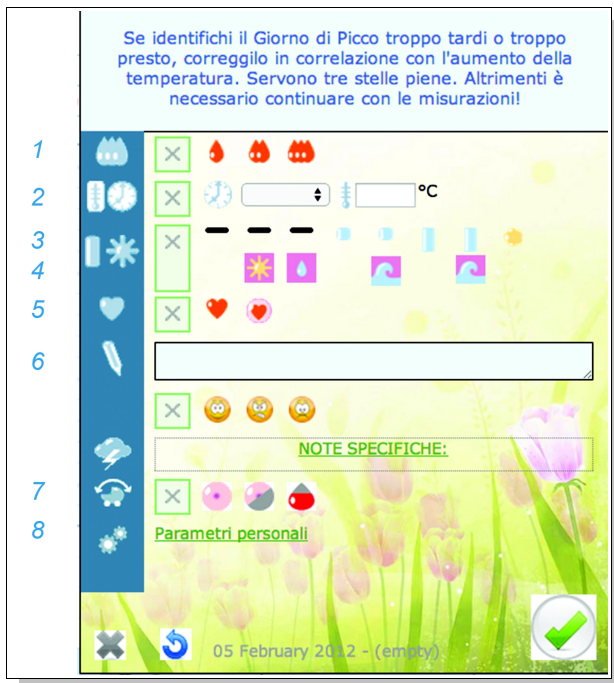 Se identifichi il Giorno di Picco troppo tardi o troppo
presto, correggilo in correlazione con l'aumento della
temperatura. Servono tre stelle piene. Altrimenti è
necessario continuare con le misurazioni!
1
2
°C
3
4
5
6
NOTE SPECIFICHE:
7
8
Parametri personali
05 February 2012 - (empty)